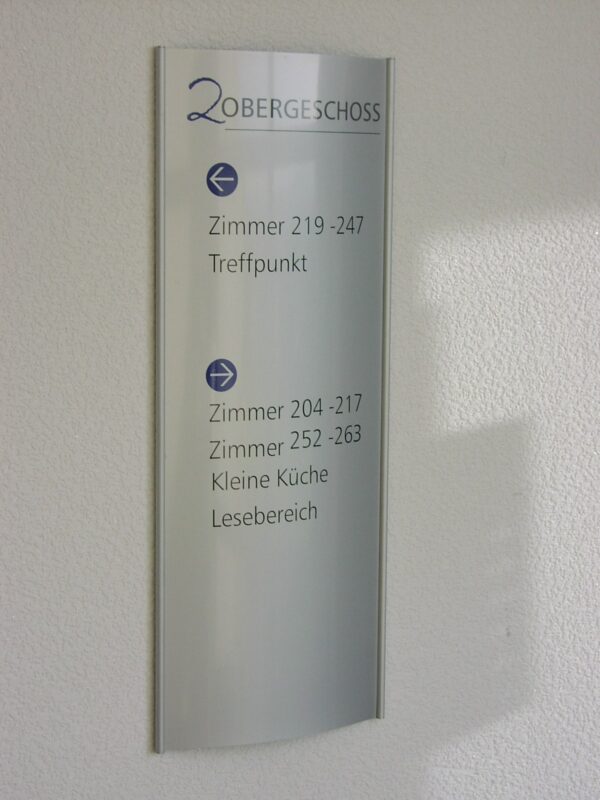 2OBERGESCHOSS
←
Zimmer 219 -247
Treffpunkt
→
Zimmer 204 -217
Zimmer 252 -263
Kleine Küche
Lesebereich